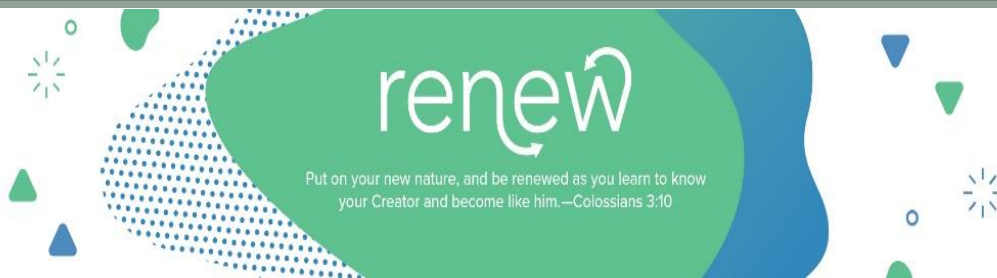 renew
Put on your new nature, and be renewed as you learn to know
your Creator and become like him.—Colossians 3:10